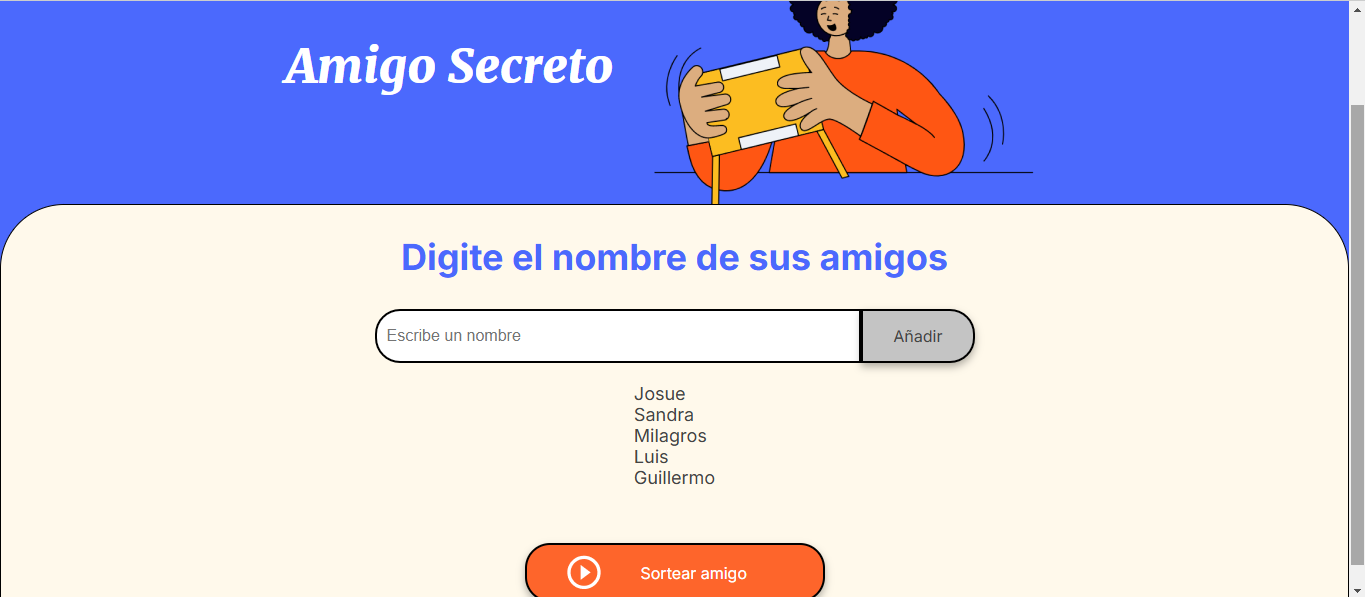 Amigo Secreto
Digite el nombre de sus amigos
Escribe un nombre
Añadir
Josue
Sandra
Milagros
Luis
Guillermo
Sortear amigo